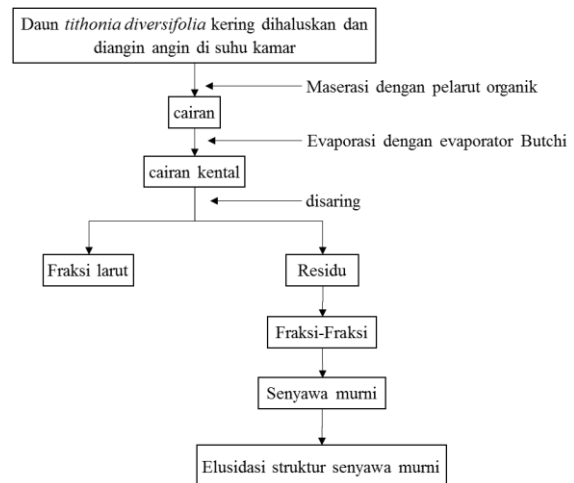 Daun tithonia diversifolia kering dihaluskan dan
diangin angin di suhu kamar
Maserasi dengan pelarut organik
cairan
Evaporasi dengan evaporator Butchi
cairan kental
disaring
Fraksi larut
Residu
Fraksi-Fraksi
Senyawa murni
Elusidasi struktur senyawa murni